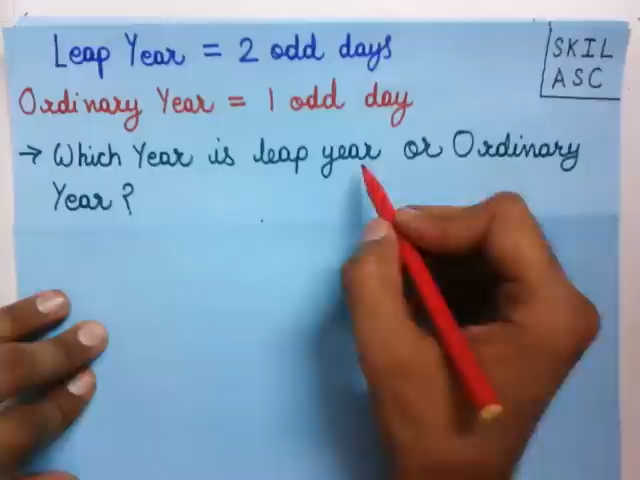 Leap Year = 2 odd days
SKIL
ASC
Ordinary Year = 1 odd day
→ Which Year is leap year or Ordinary
Year ?